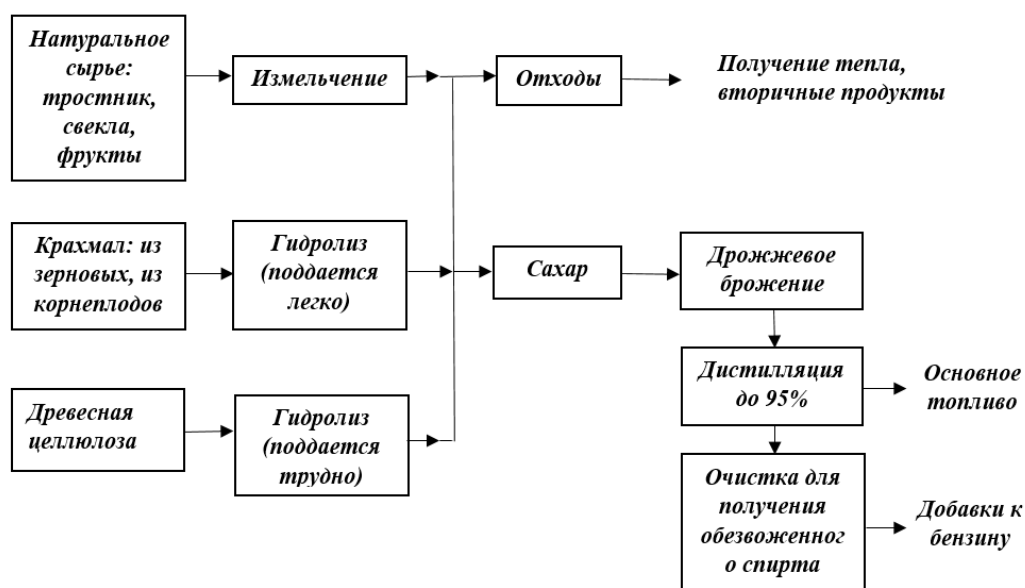 Натуральное
сырье:
тростник,
свекла,
фрукты
Измельчение
Отходы
Получение тепла,
вторичные продукты
Крахмал: из
зерновых, из
корнеплодов
Гидролиз
(поддается
легко)
Сахар
Дрожжевое
брожение
Дистилляция
до 95%
Основное
топливо
Древесная
целлюлоза
Гидролиз
(поддается
трудно)
Очистка для
получения
обезвоженног
о спирта
Добавки к
бензину